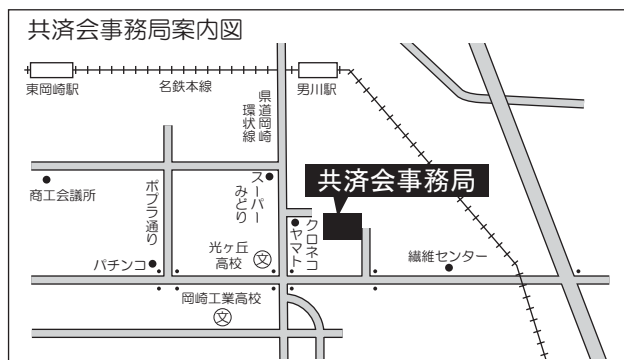 共済会事務局案内図
東岡崎駅
名鉄本線
男川駅
県道岡崎
環状線
共済会事務局
商工会議所
ポプラ通り
スーパー
みどり
クロネコ
ヤマト
光ヶ丘
高校
文
パチンコ
繊維センター
岡崎工業高校
文